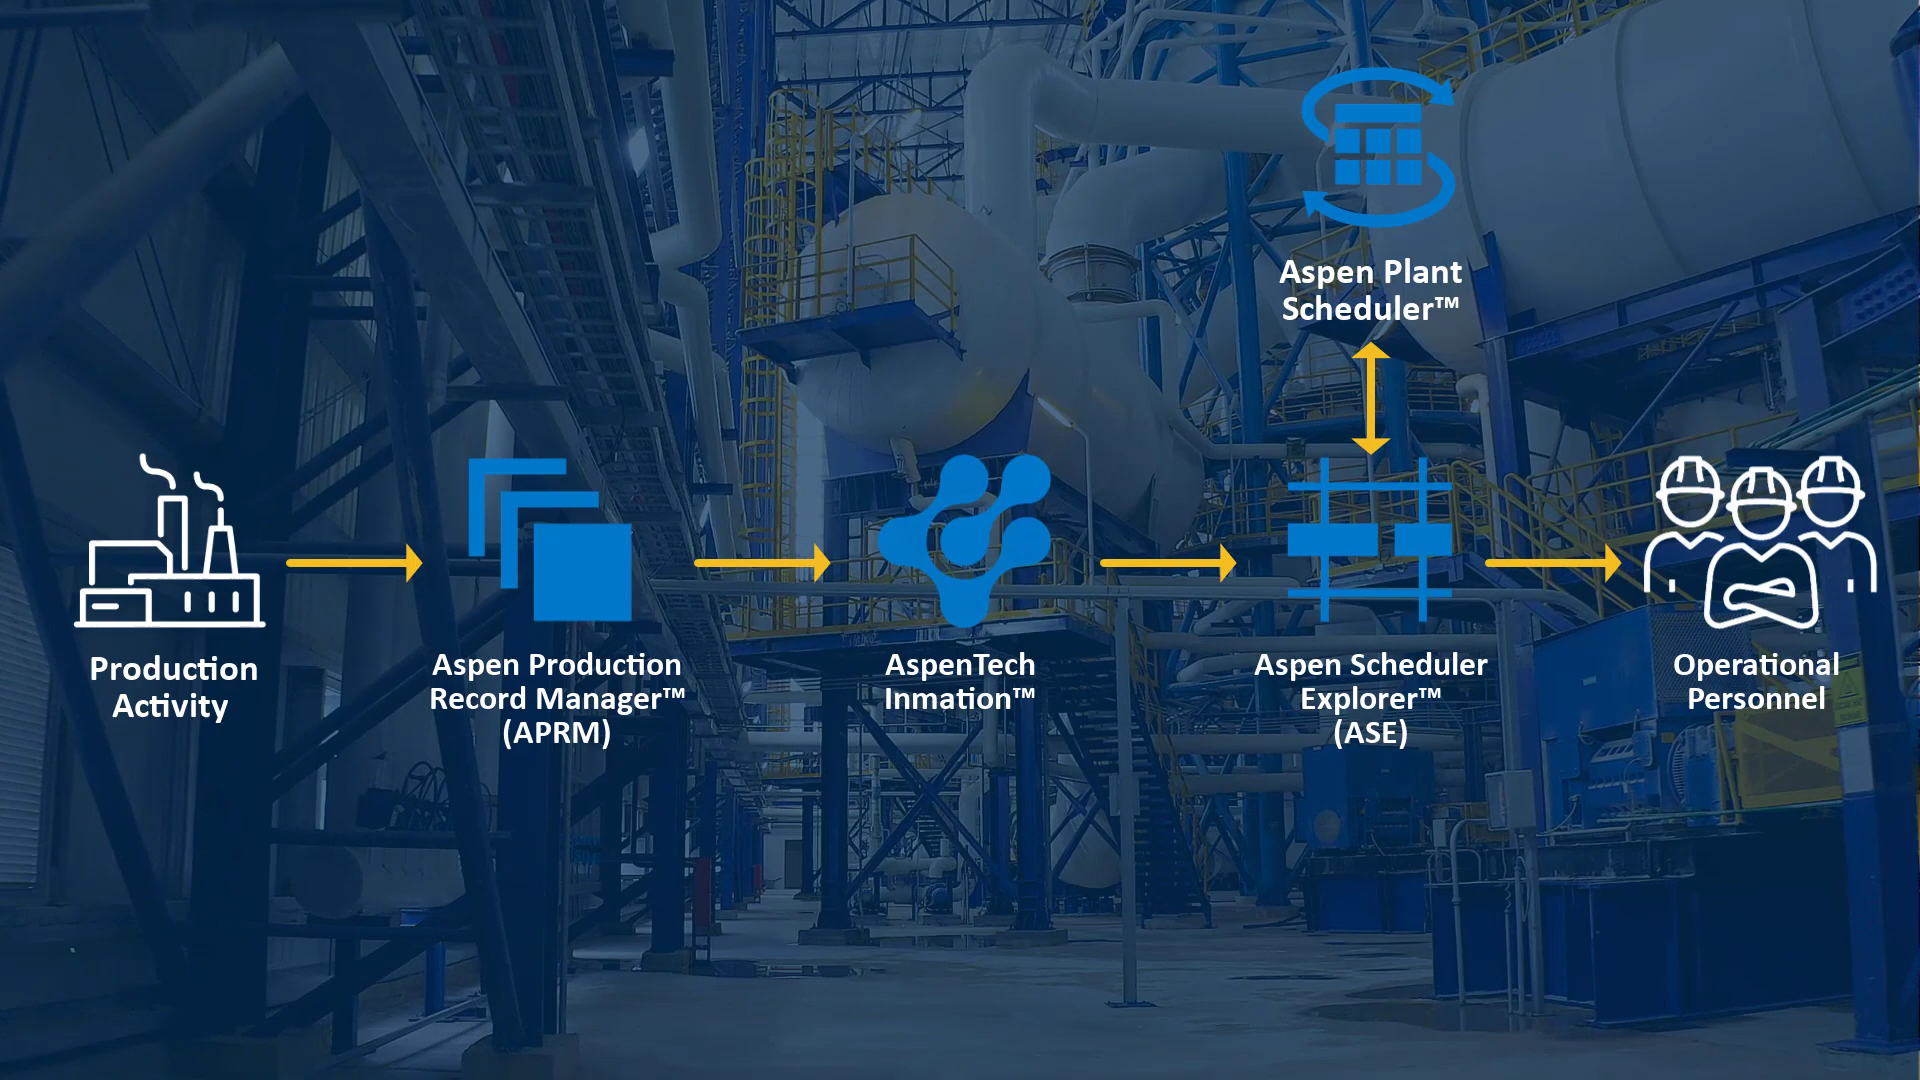 Aspen Plant
Scheduler™
Production
Activity
Aspen Production
Record Manager™
(APRM)
AspenTech
Inmation™
Aspen Scheduler
Explorer™
(ASE)
Operational
Personnel